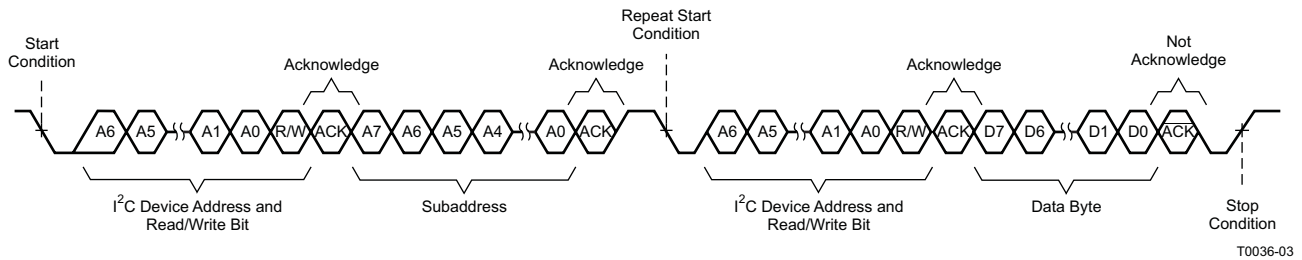 Start
Condition
Repeat Start
Condition
Acknowledge
Acknowledge
Acknowledge
Not
Acknowledge
A6 A5 A1 A0 R/W ACK A7 A6 A5 A4 A0 ACK A6 A5 A1 A0 R/W ACK D7 D6 D1 D0 ACK
I²C Device Address and
Read/Write Bit
Subaddress
I²C Device Address and
Read/Write Bit
Data Byte
Stop
Condition
T0036-03